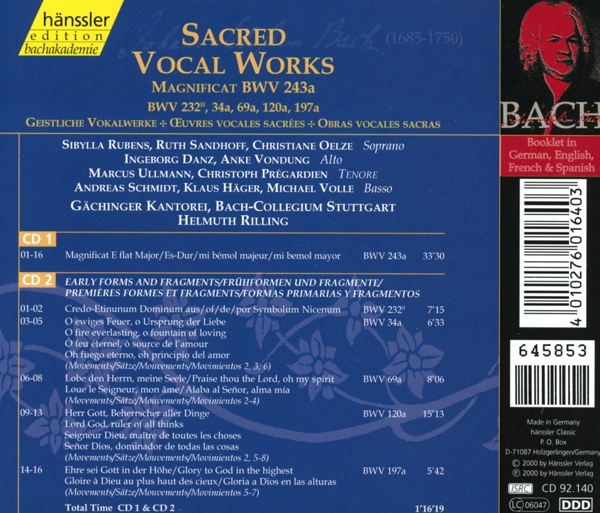 hänssler
edition
bachakademie
(1685-1750)
SACRED
VOCAL WORKS
MAGNIFICAT BWV 243a
BWV 232II, 34a, 69a, 120a, 197a
GEISTLICHE VOKALWERKE + ŒUVRES VOCALES SACRÉES + OBRAS VOCALES SACRAS
SIBYLLA RUBENS, RUTH SANDHOFF, CHRISTIANE OELZE Soprano
INGEBORG DANZ, ANKE VONDUNG Alto
MARCUS ULLMANN, CHRISTOPH PRÉGARDIEN TENORE
ANDREAS SCHMIDT, KLAUS HÄGER, MICHAEL VOLLE Basso
GÄCHINGER KANTOREI, BACH-COLLEGIUM STUTTGART
HELMUTH RILLING
CD 1
01-16 Magnificat E flat Major/Es-Dur/mi bémol majeur/mi bemol mayor BWV 243a 33'30
CD 2 EARLY FORMS AND FRAGMENTS/FRÜHFORMEN UND FRAGMENTE/
PREMIÈRES FORMES ET FRAGMENTS/FORMAS PRIMARIAS Y FRAGMENTOS
01-02 Credo-Etinunum Dominum aus/of/de/por Symbolum Nicenum BWV 232II 7'15
03-05 O ewiges Feuer, o Ursprung der Liebe BWV 34a 6'33
O fire everlasting, o fountain of loving
Ô feu éternel, ô source de l'amour
Oh fuego eterno, oh principio del amor
(Movements/Sätze/Mouvements/Movimientos 2, 3, 6)
06-08 Lobe den Herrn, meine Seele/Praise thou the Lord, oh my spirit BWV 69a 8'06
Loue le Seigneur, mon âme/Alaba al Señor, alma mía
(Movements/Sätze/Mouvements/Movimientos 2-4)
09-13 Herr Gott, Beherrscher aller Dinge BWV 120a 15'13
Lord God, ruler of all thinks
Seigneur Dieu, maître de toutes les choses
Señor Dios, dominador de todas las cosas
(Movements/Sätze/Mouvements/Movimientos 2, 5-8)
14-16 Ehre sei Gott in der Höhe/Glory to God in the highest BWV 197a 5'42
Gloire à Dieu au plus haut des cieux/Gloria a Dios en las alturas
(Movements/Sätze/Mouvements/Movimientos 5-7)
Total Time CD 1 & CD 2 1'16'19
BACH
Booklet in
German, English,
French & Spanish
4 010276 016403
645853
Made in Germany
hänssler Classic
P. O. Box
D-71087 Holzgerlingen/Germany
℗ 2000 by Hänssler Verlag
© 2000 by Hänssler Verlag
ISRC CD 92.140
LC 06047 DDD